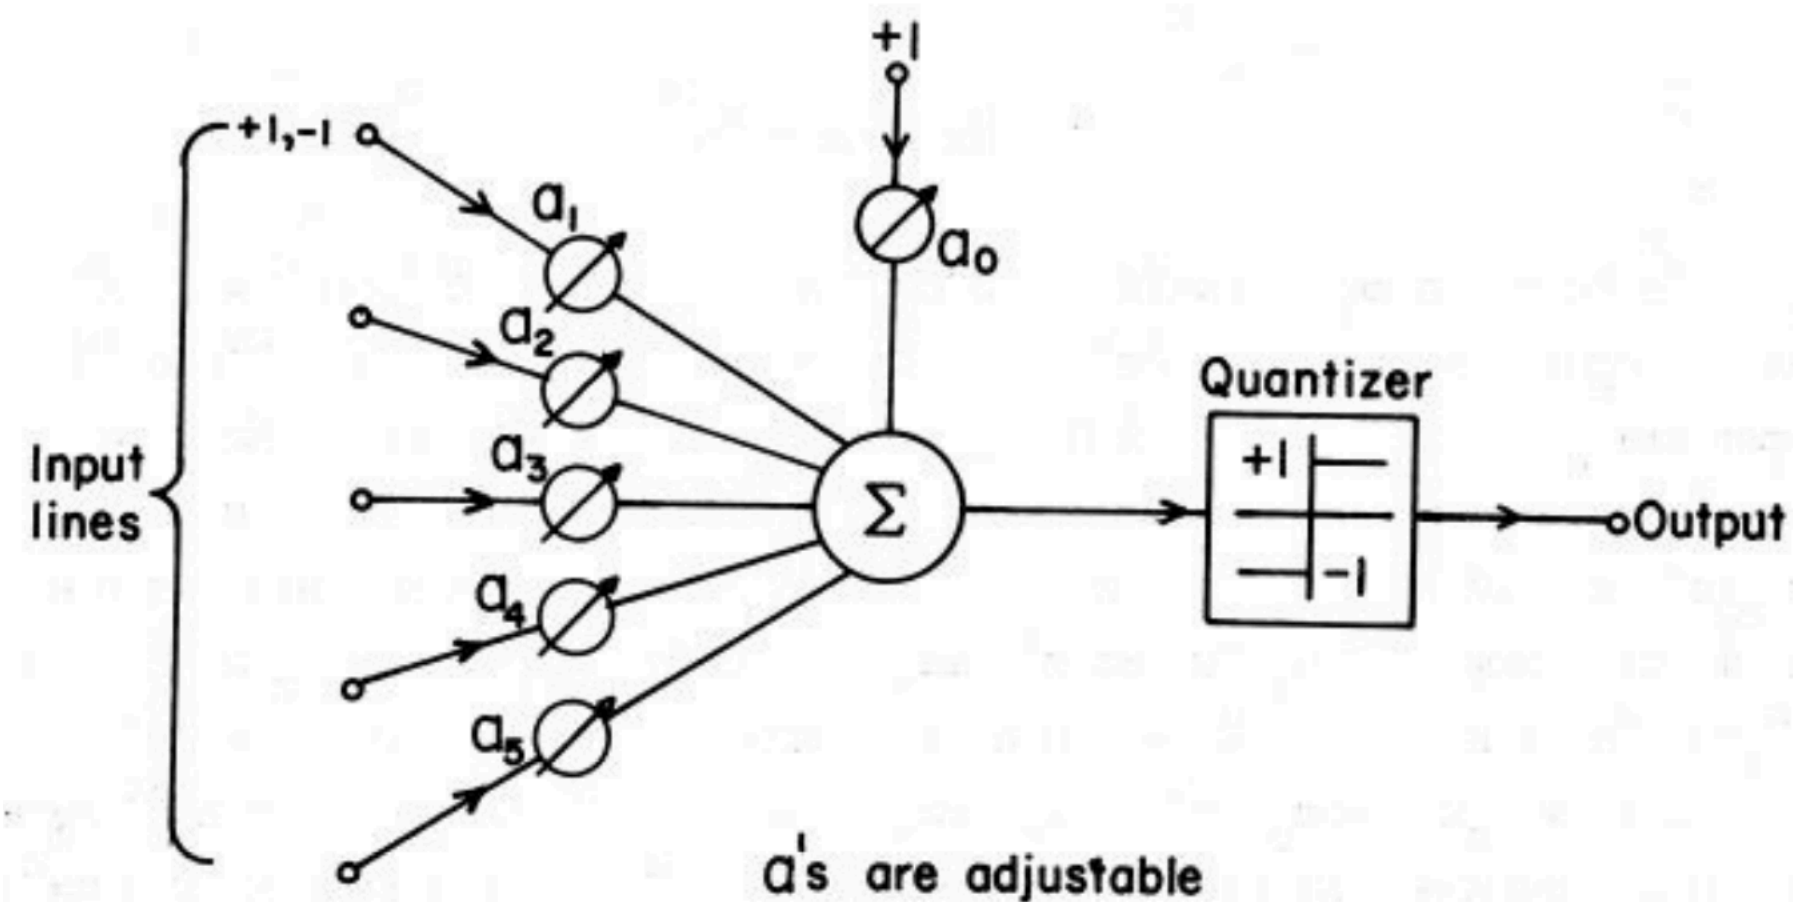 +1
+1,-1
a₁
a₀
a₂
Quantizer
a₃
+1
Input
lines
Σ
Output
-1
a₄
a₅
a's are adjustable